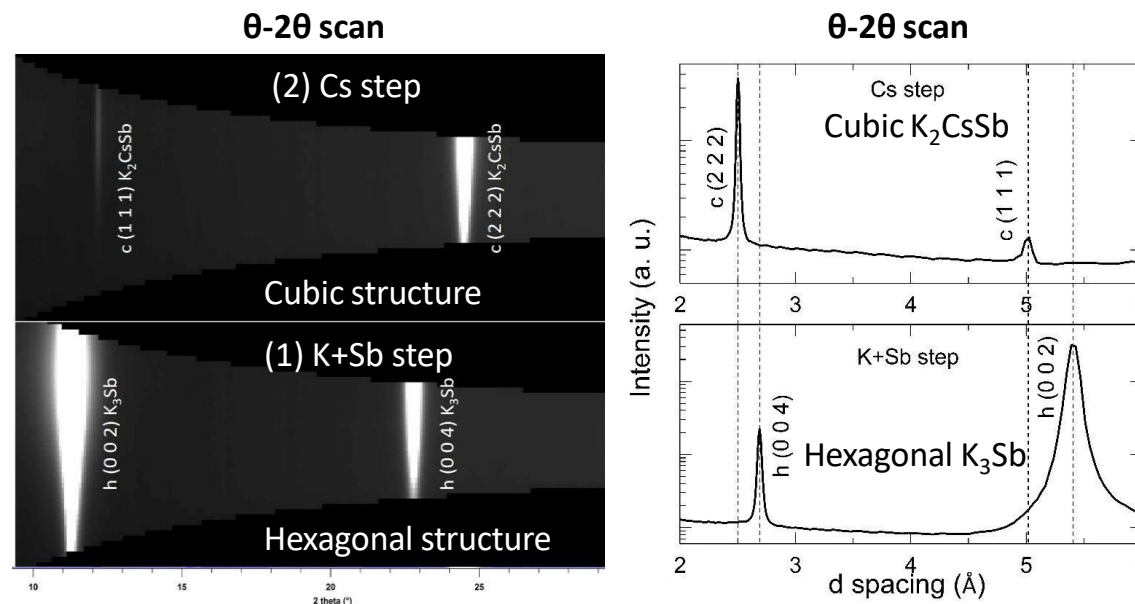 θ-2θ scan
(2) Cs step
c (1 1 1) K₂CsSb
c (2 2 2) K₂CsSb
Cubic structure
(1) K+Sb step
h (0 0 2) K₃Sb
h (0 0 4) K₃Sb
Hexagonal structure
10 15 20 25
2 theta (°)
θ-2θ scan
Intensity (a. u.)
Cs step
Cubic K₂CsSb
c (2 2 2)
c (1 1 1)
2 3 4 5
K+Sb step
h (0 0 4)
h (0 0 2)
Hexagonal K₃Sb
2 3 4 5
d spacing (Å)